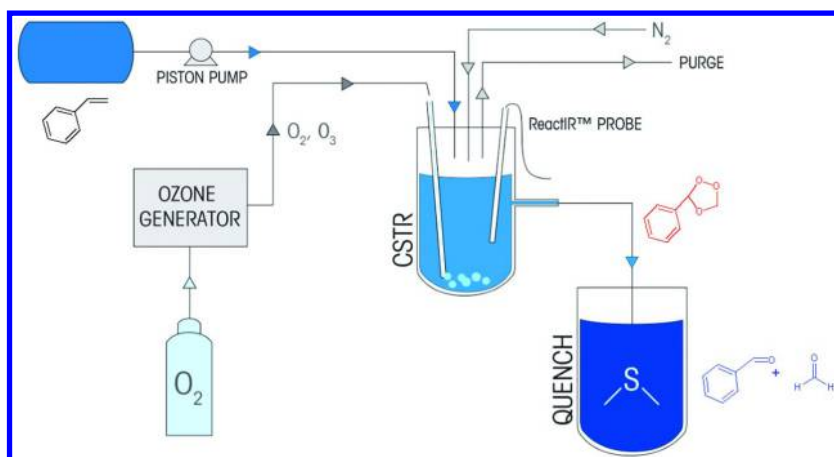 N2
PISTON PUMP
PURGE
ReactIR™ PROBE
O2, O3
OZONE
GENERATOR
CSTR
O
O
O
O2
QUENCH
S
O
+
O
H
H